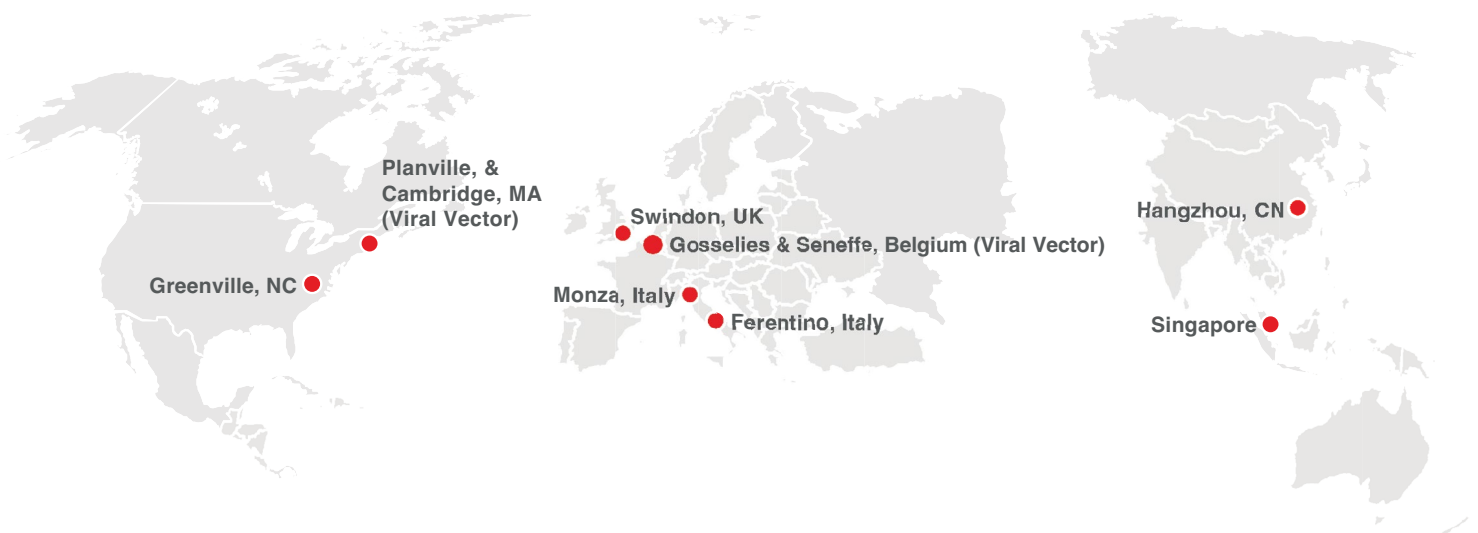 Planville, &
Cambridge, MA
(Viral Vector)
Greenville, NC
Swindon, UK
Gosselies & Seneffe, Belgium (Viral Vector)
Monza, Italy
Ferentino, Italy
Hangzhou, CN
Singapore